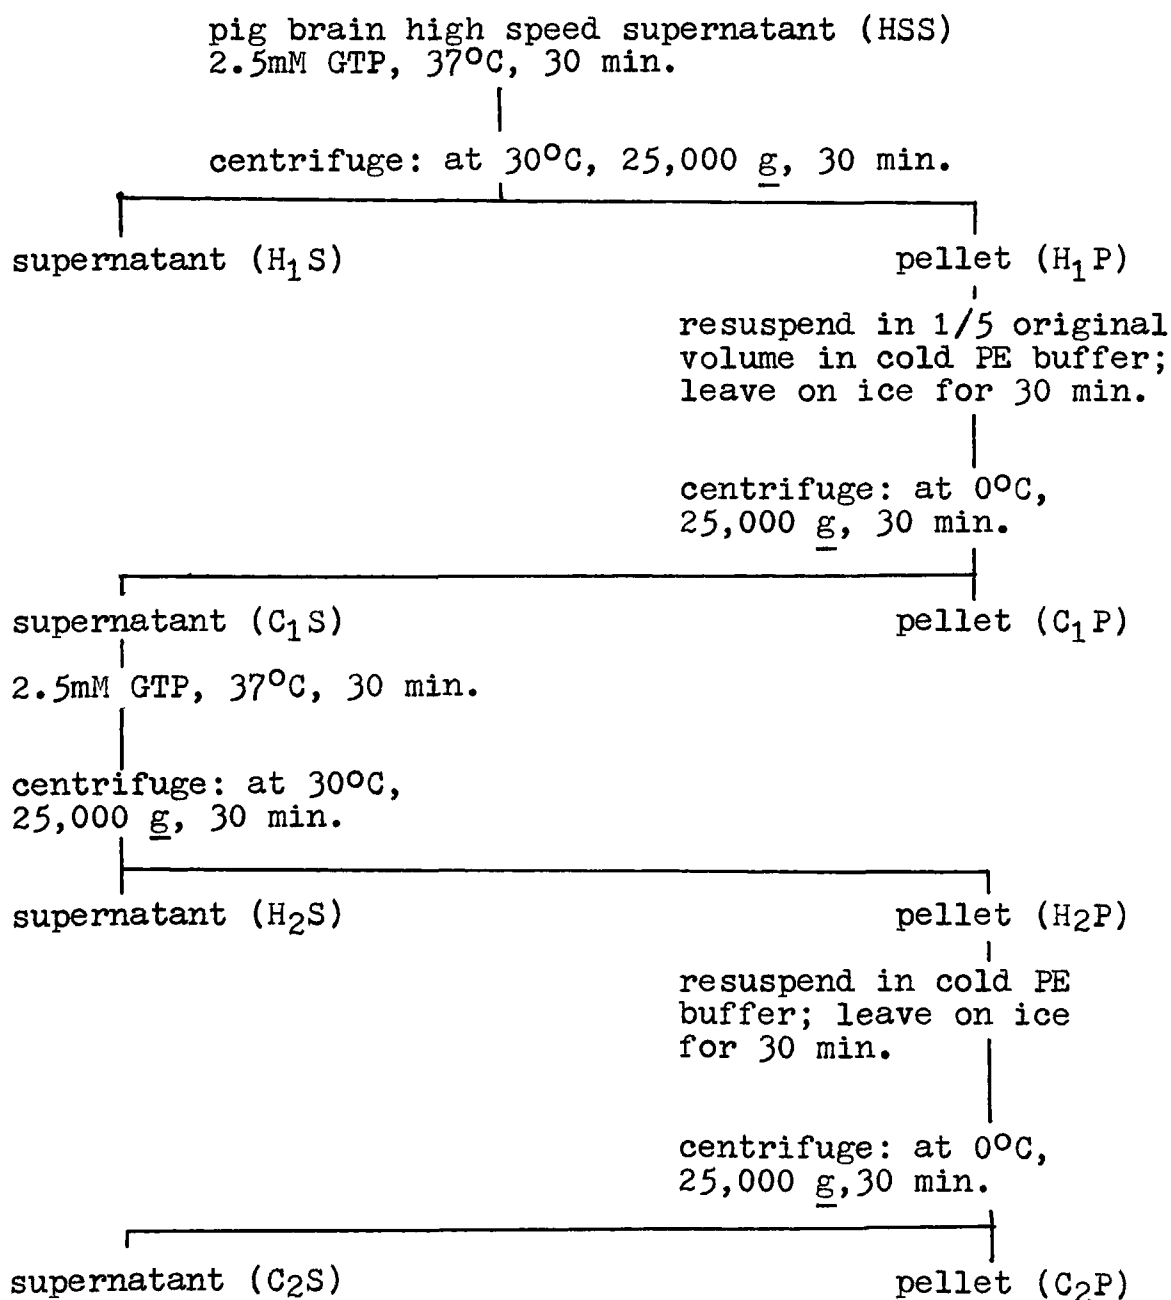 pig brain high speed supernatant (HSS)
2.5mM GTP, 37°C, 30 min.
centrifuge: at 30°C, 25,000 g, 30 min.
supernatant (H₁S)
pellet (H₁P)
resuspend in 1/5 original
volume in cold PE buffer;
leave on ice for 30 min.
centrifuge: at 0°C,
25,000 g, 30 min.
supernatant (C₁S)
pellet (C₁P)
2.5mM GTP, 37°C, 30 min.
centrifuge: at 30°C,
25,000 g, 30 min.
supernatant (H₂S)
pellet (H₂P)
resuspend in cold PE
buffer; leave on ice
for 30 min.
centrifuge: at 0°C,
25,000 g,30 min.
supernatant (C₂S)
pellet (C₂P)